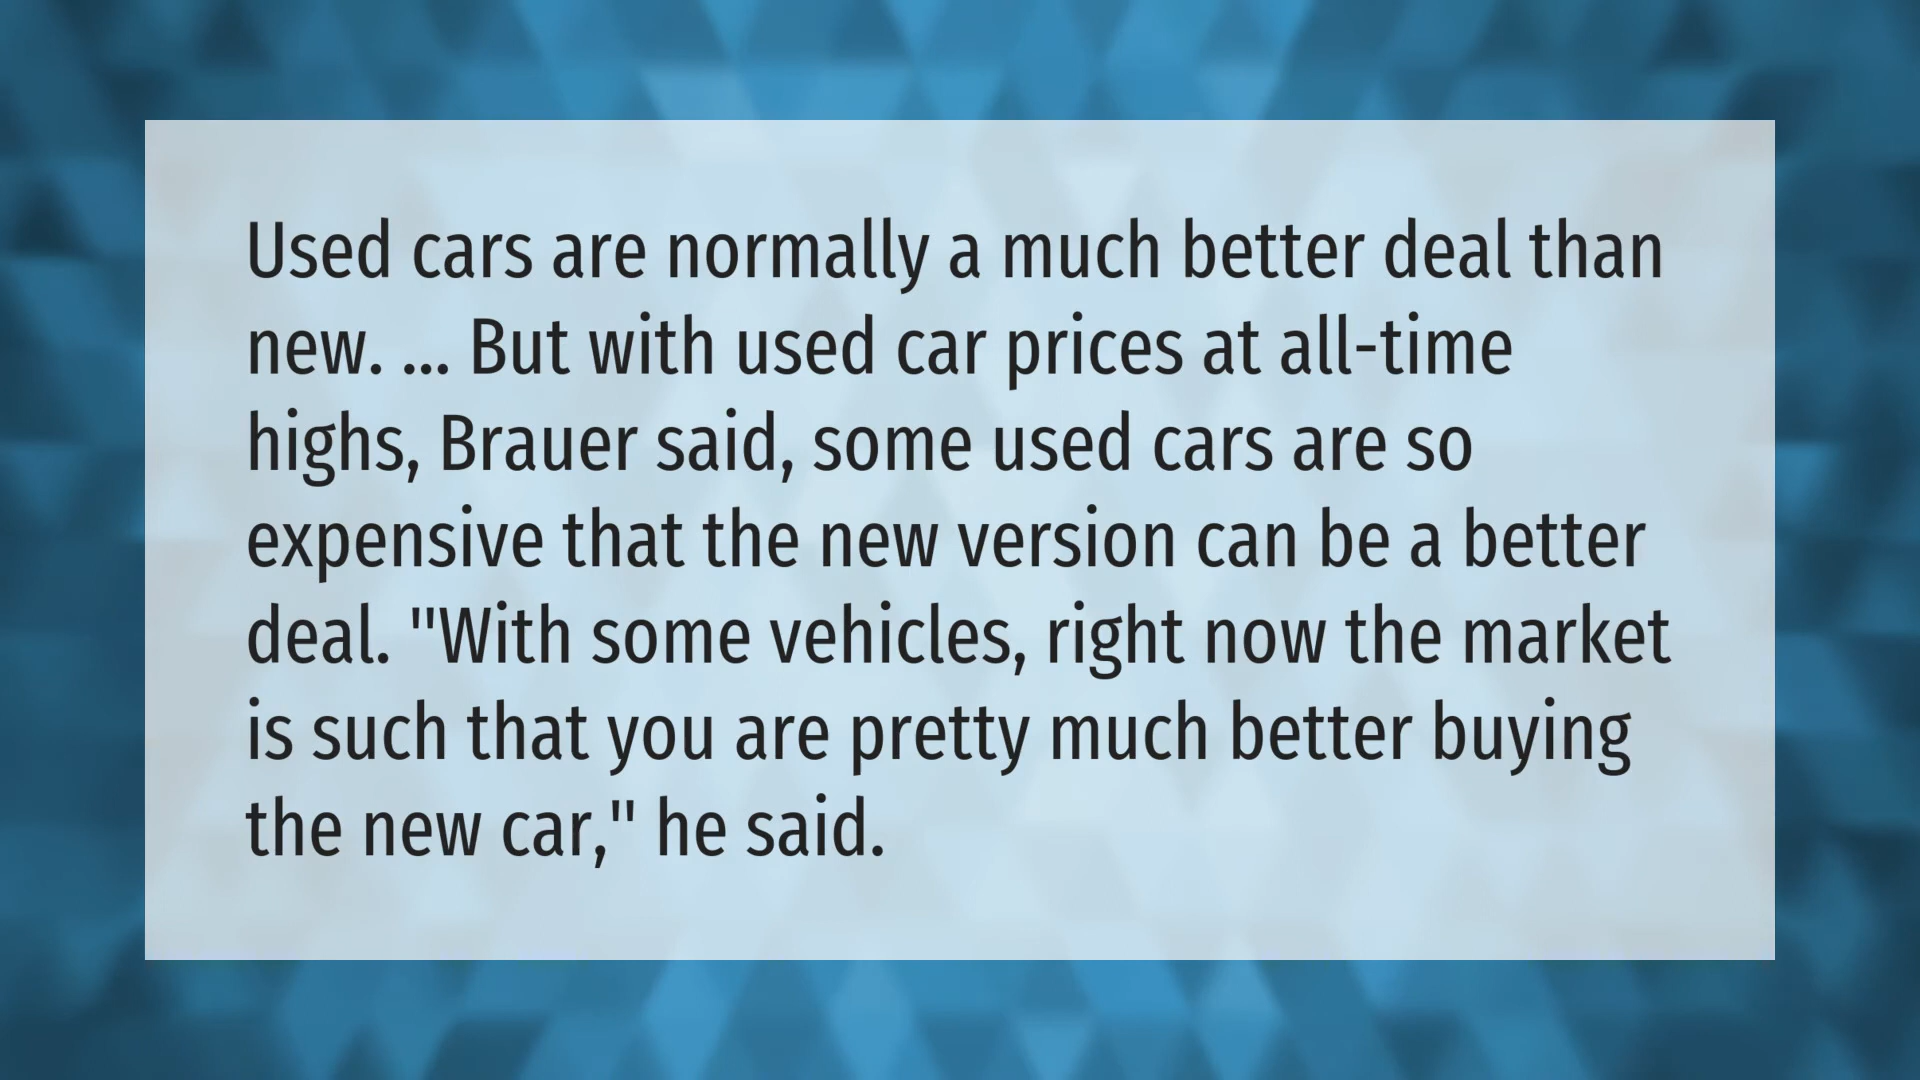 Used cars are normally a much better deal than
new. ... But with used car prices at all-time
highs, Brauer said, some used cars are so
expensive that the new version can be a better
deal. "With some vehicles, right now the market
is such that you are pretty much better buying
the new car," he said.